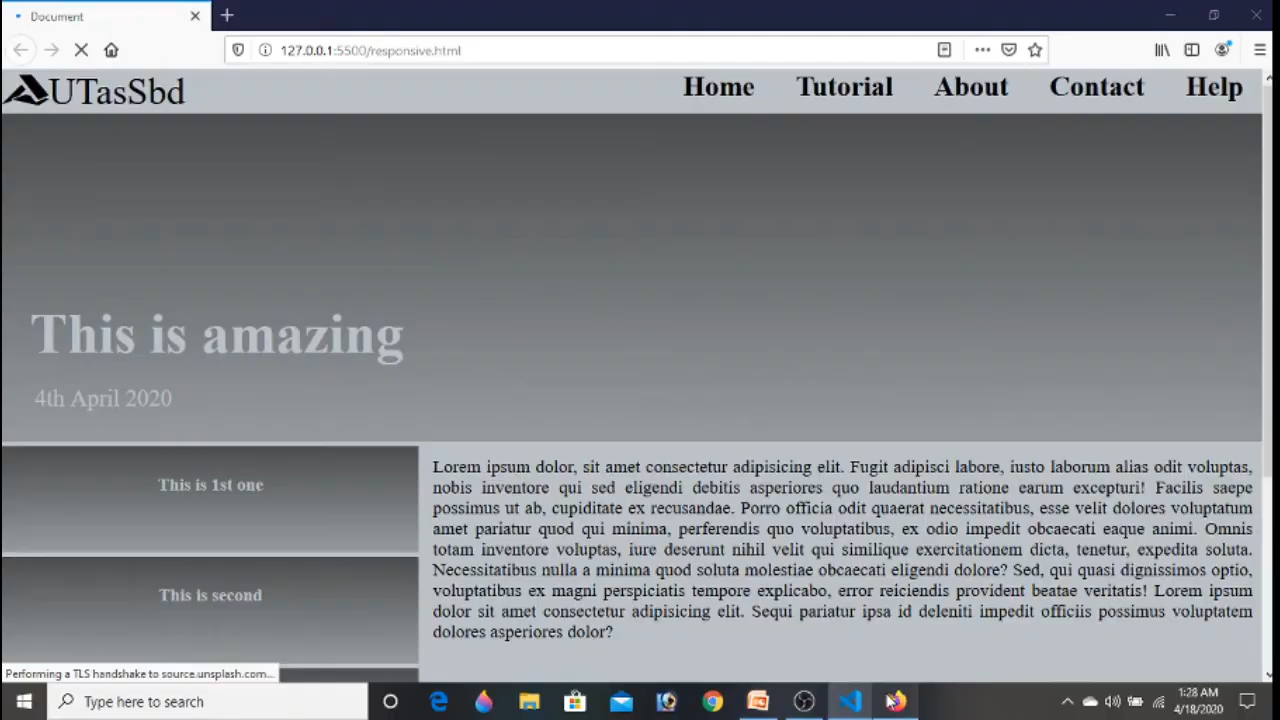 Document
127.0.0.1:5500/responsive.html
UTasSbd
Home Tutorial About Contact Help
This is amazing
4th April 2020
This is 1st one
This is second
Lorem ipsum dolor, sit amet consectetur adipisicing elit. Fugit adipisci labore, iusto laborum alias odit voluptas,
nobis inventore qui sed eligendi debitis asperiores quo laudantium ratione earum excepturi! Facilis saepe
possimus ut ab, cupiditate ex recusandae. Porro officia odit quaerat necessitatibus, esse velit dolores voluptatum
amet pariatur quod qui minima, perferendis quo voluptatibus, ex odio impedit obcaecati eaque animi. Omnis
totam inventore voluptas, iure deserunt nihil velit qui similique exercitationem dicta, tenetur, expedita soluta.
Necessitatibus nulla a minima quod soluta molestiae obcaecati eligendi dolore? Sed, qui quasi dignissimos optio,
voluptatibus ex magni perspiciatis tempore explicabo, error reiciendis provident beatae veritatis! Lorem ipsum
dolor sit amet consectetur adipisicing elit. Sequi pariatur ipsa id deleniti impedit officiis possimus voluptatem
dolores asperiores dolor?
Performing a TLS handshake to source.unsplash.com...
Type here to search
1:28 AM
4/18/2020